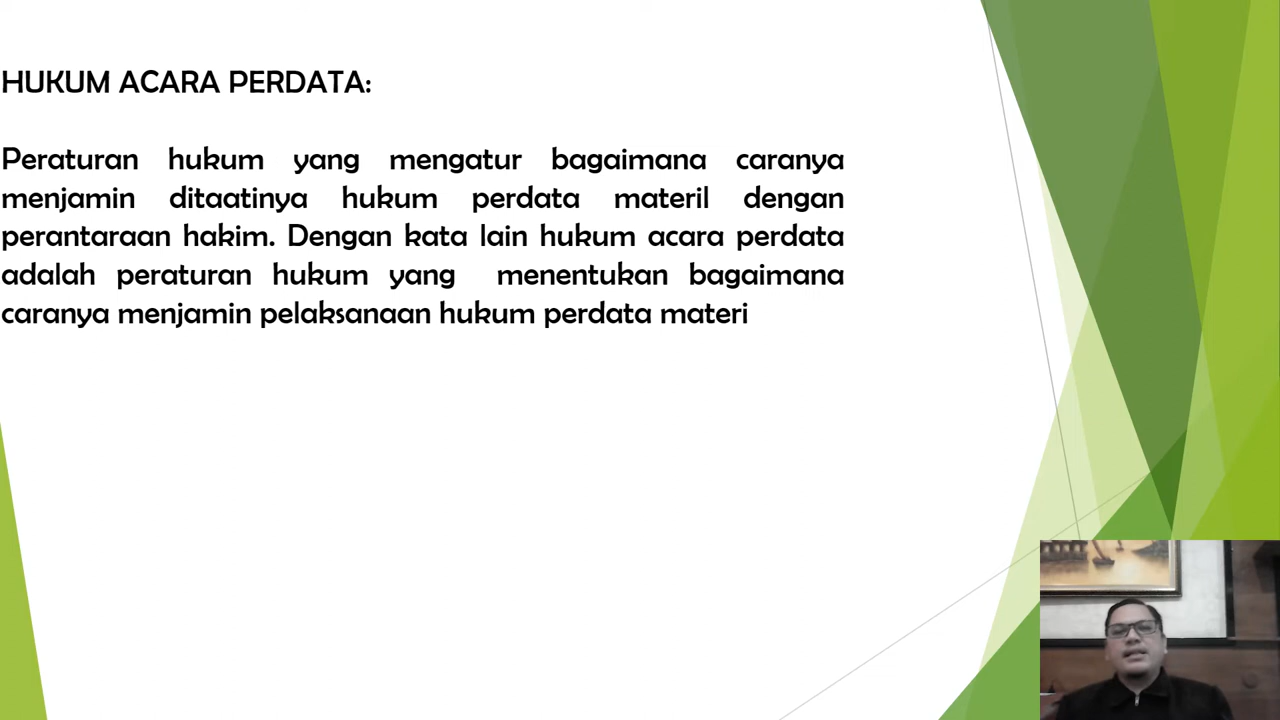 HUKUM ACARA PERDATA:
Peraturan hukum yang mengatur bagaimana caranya
menjamin ditaatinya hukum perdata materil dengan
perantaraan hakim. Dengan kata lain hukum acara perdata
adalah peraturan hukum yang menentukan bagaimana
caranya menjamin pelaksanaan hukum perdata materi